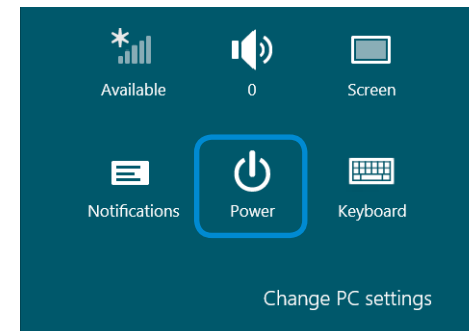 Available 0 Screen
Notifications Power Keyboard
Change PC settings